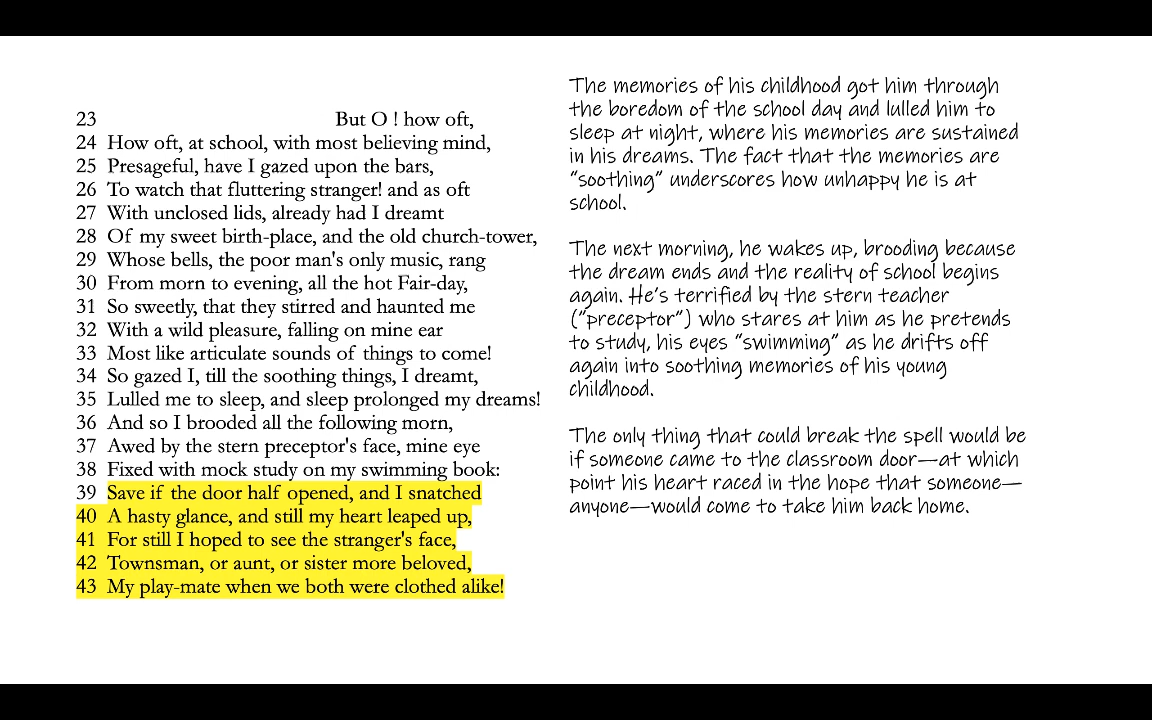 23 But O ! how oft,
24 How oft, at school, with most believing mind,
25 Presageful, have I gazed upon the bars,
26 To watch that fluttering stranger! and as oft
27 With unclosed lids, already had I dreamt
28 Of my sweet birth-place, and the old church-tower,
29 Whose bells, the poor man's only music, rang
30 From morn to evening, all the hot Fair-day,
31 So sweetly, that they stirred and haunted me
32 With a wild pleasure, falling on mine ear
33 Most like articulate sounds of things to come!
34 So gazed I, till the soothing things, I dreamt,
35 Lulled me to sleep, and sleep prolonged my dreams!
36 And so I brooded all the following morn,
37 Awed by the stern preceptor's face, mine eye
38 Fixed with mock study on my swimming book:
39 Save if the door half opened, and I snatched
40 A hasty glance, and still my heart leaped up,
41 For still I hoped to see the stranger's face,
42 Townsman, or aunt, or sister more beloved,
43 My play-mate when we both were clothed alike!
The memories of his childhood got him through
the boredom of the school day and lulled him to
sleep at night, where his memories are sustained
in his dreams. The fact that the memories are
“soothing” underscores how unhappy he is at
school.
The next morning, he wakes up, brooding because
the dream ends and the reality of school begins
again. He’s terrified by the stern teacher
(“preceptor”) who stares at him as he pretends
to study, his eyes “swimming” as he drifts off
again into soothing memories of his young
childhood.
The only thing that could break the spell would be
if someone came to the classroom door—at which
point his heart raced in the hope that someone—
anyone—would come to take him back home.